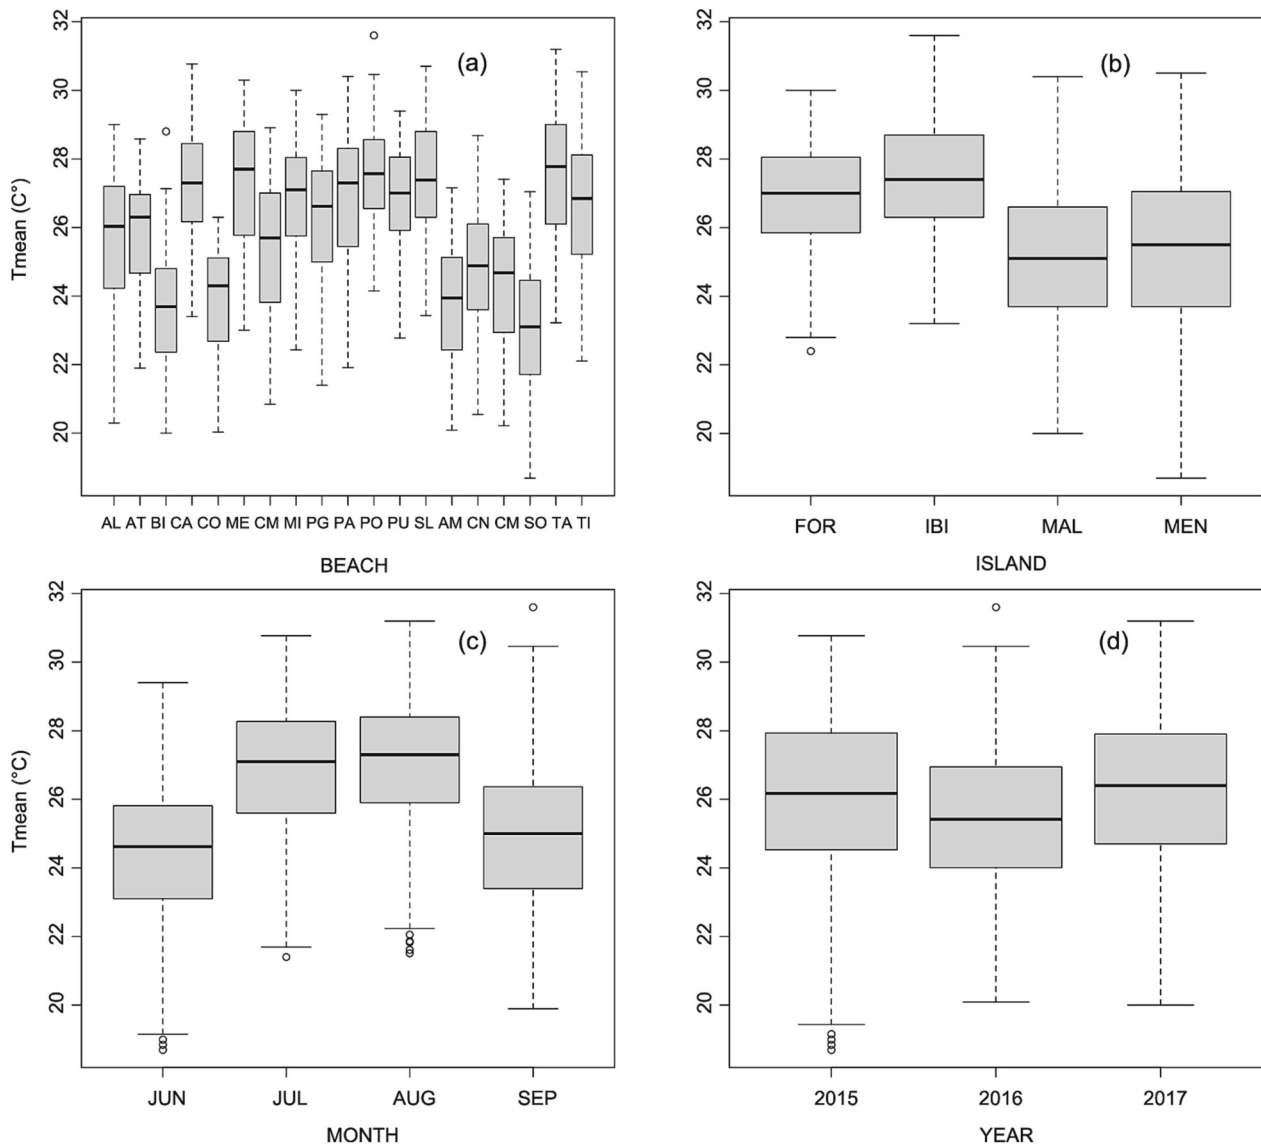 (a)
Tmean (C°)
32
30
28
26
24
22
20
AL AT BI CA CO ME CM MI PG PA PO PU SL AM CN CM SO TA TI
BEACH
(b)
32
30
28
26
24
22
20
FOR IBI MAL MEN
ISLAND
(c)
Tmean (°C)
32
30
28
26
24
22
20
JUN JUL AUG SEP
MONTH
(d)
32
30
28
26
24
22
20
2015 2016 2017
YEAR